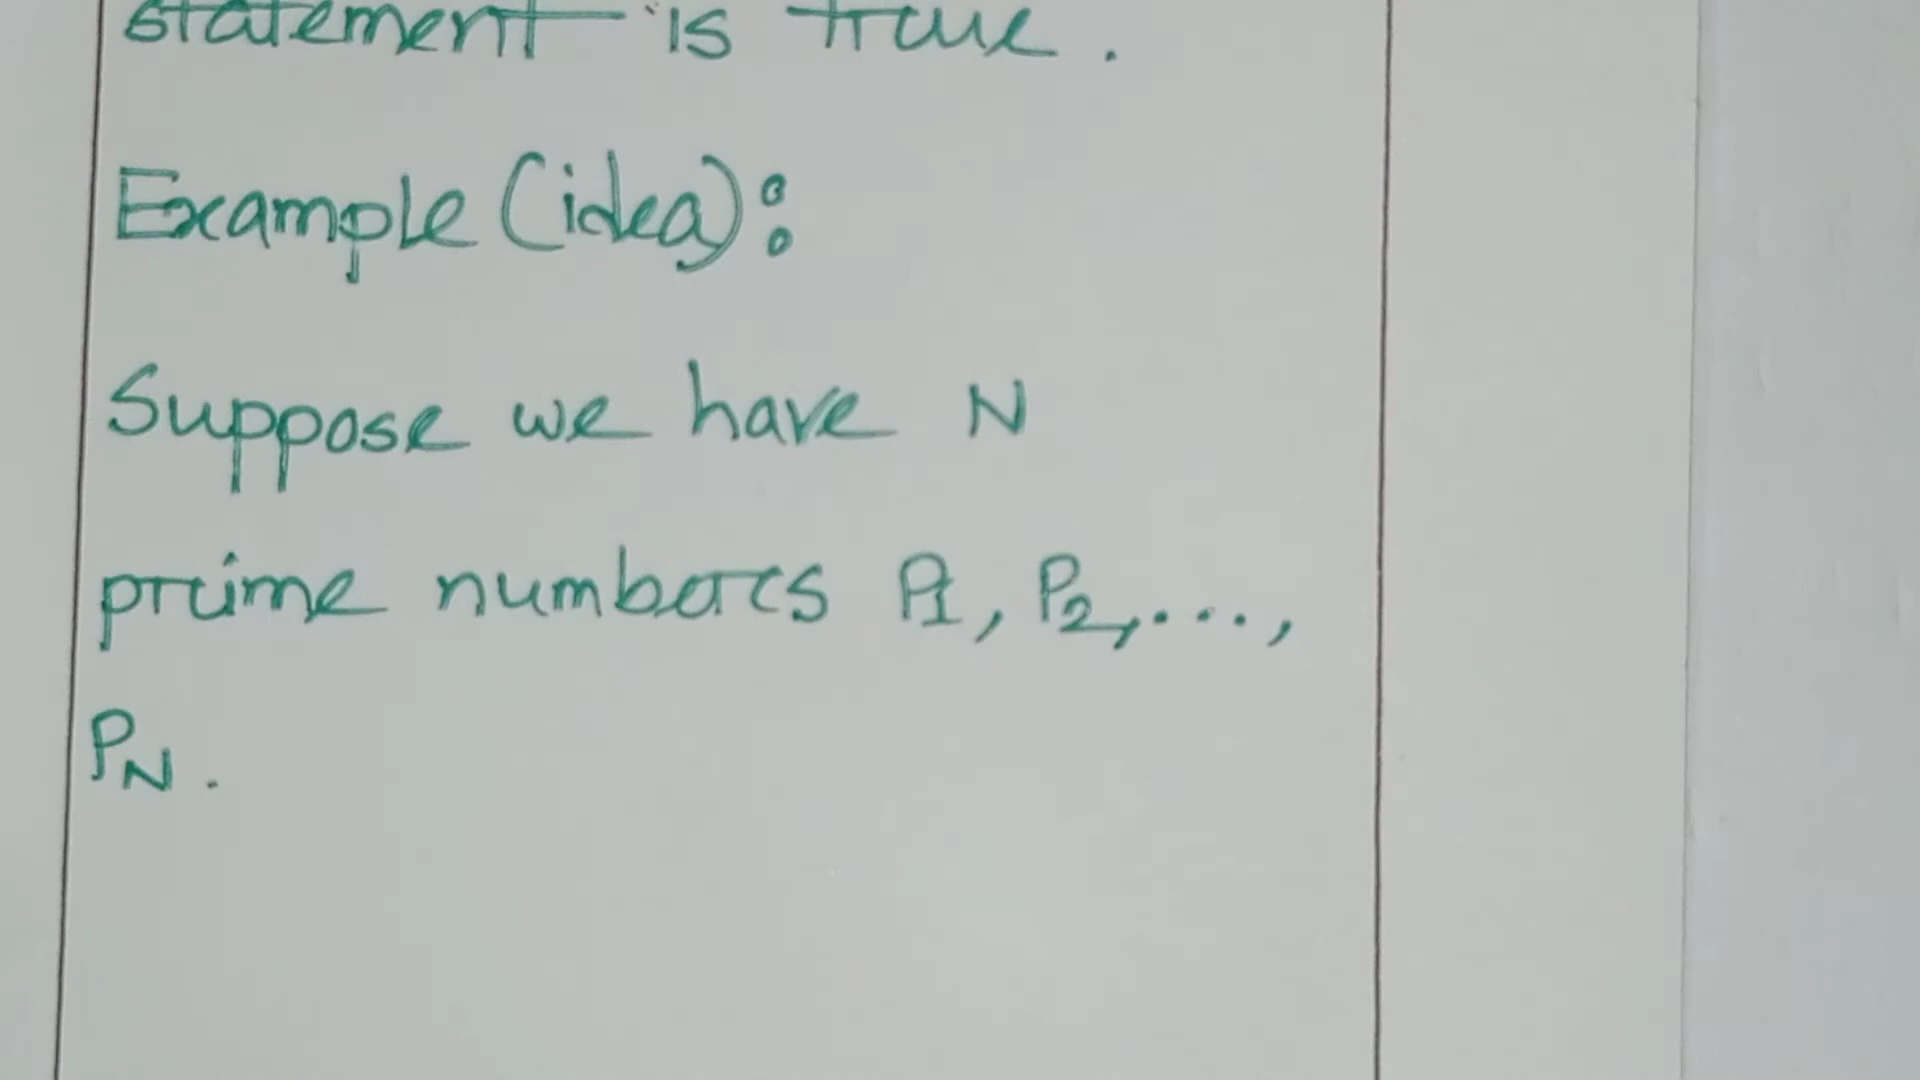 statement is true.
Example (idea):
Suppose we have N
prime numbers P1, P2, ...,
PN.